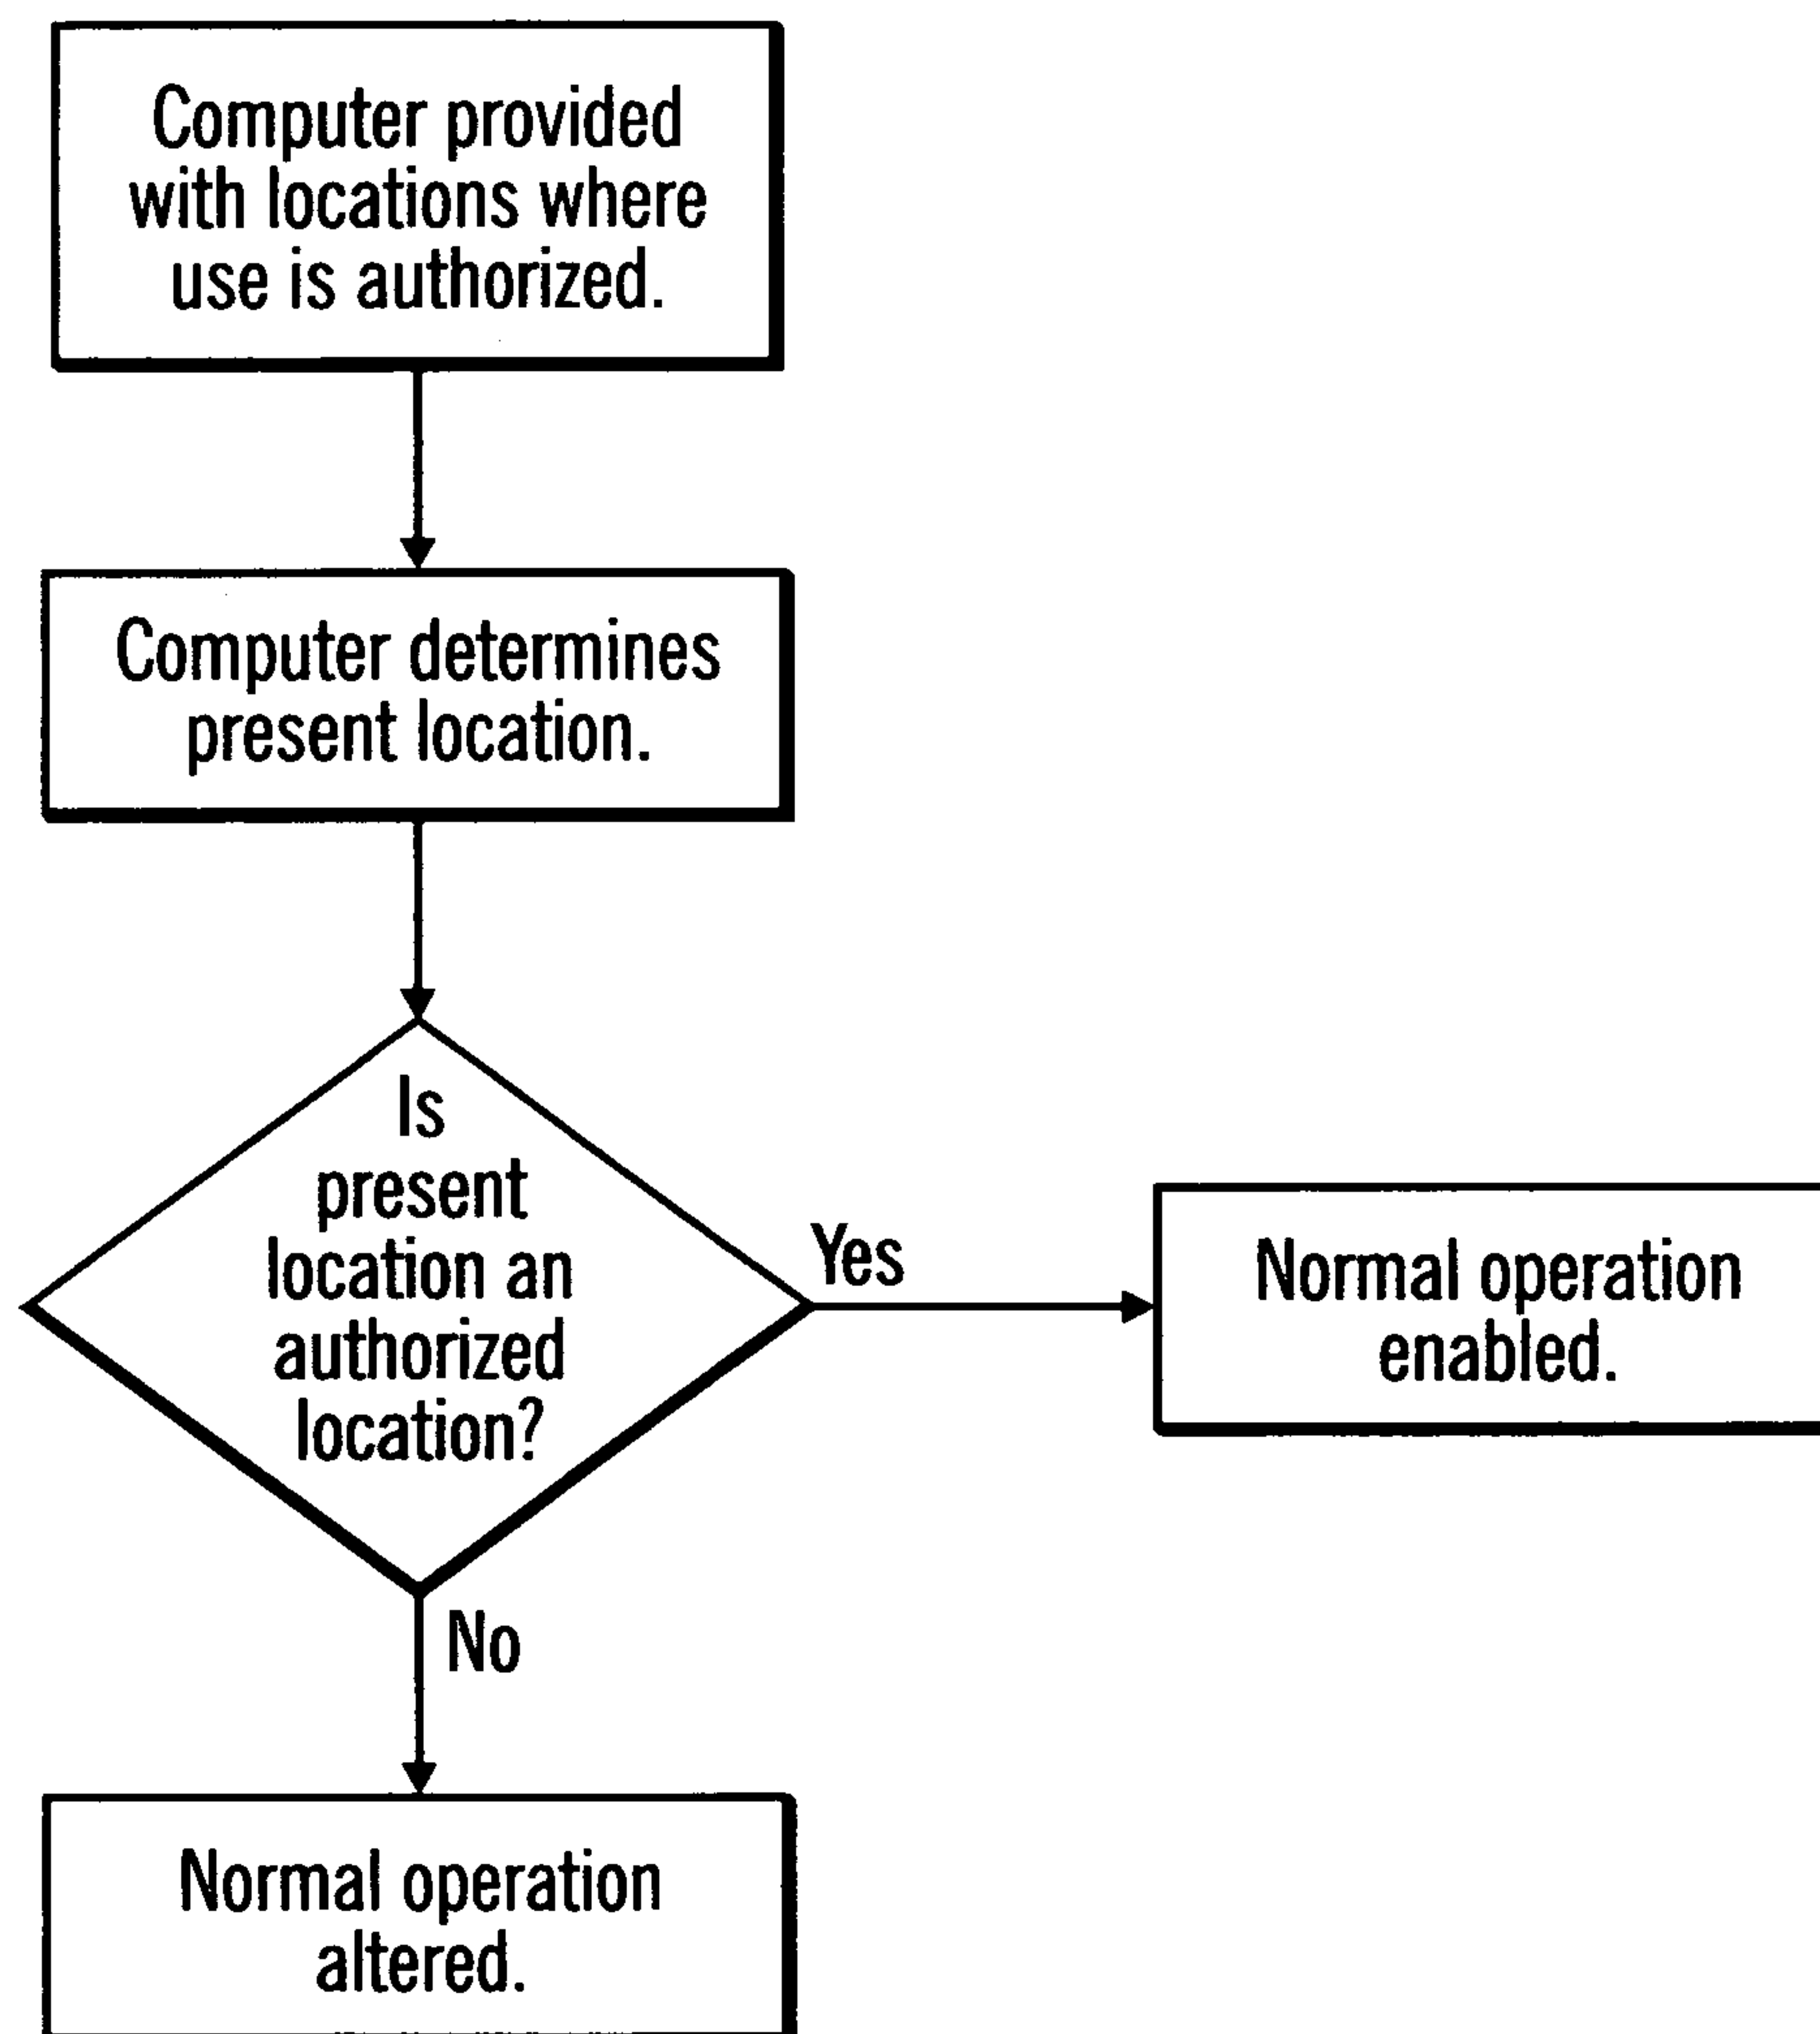 Computer provided
with locations where
use is authorized.
Computer determines
present location.
Is
present
location an
authorized
location?
Yes
Normal operation
enabled.
No
Normal operation
altered.